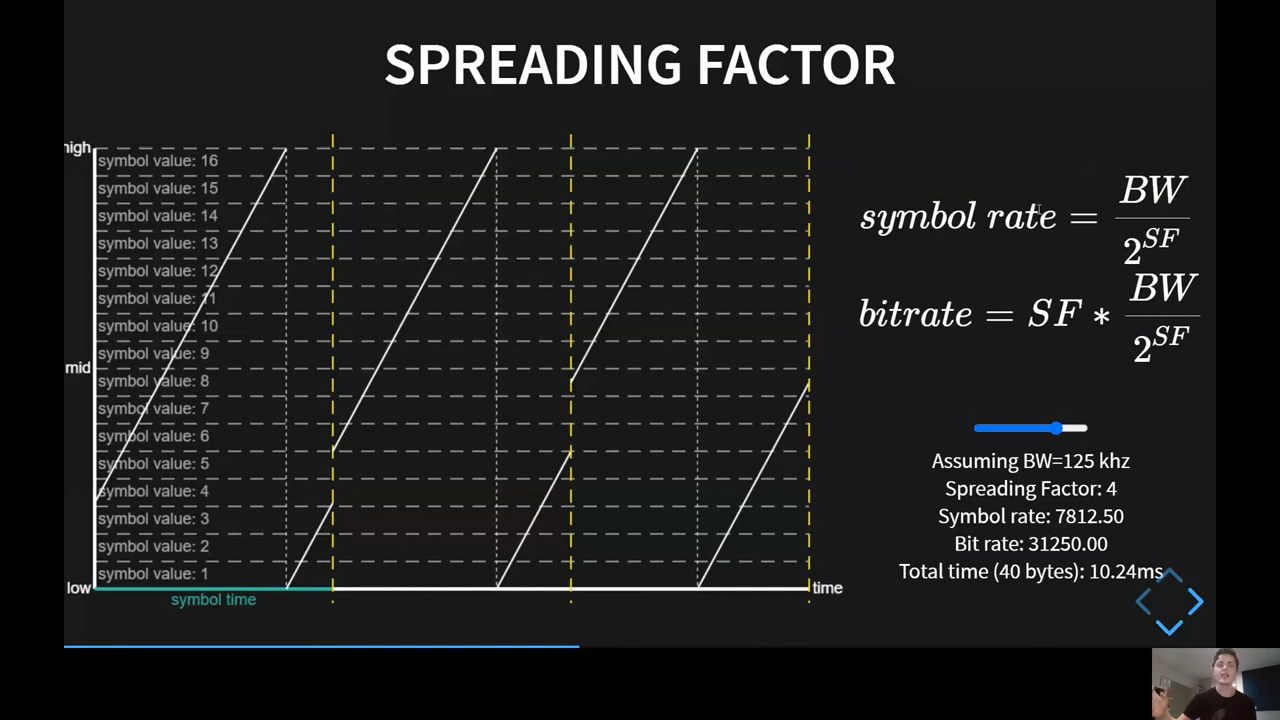 SPREADING FACTOR
high
symbol value: 16
symbol value: 15
symbol value: 14
symbol value: 13
symbol value: 12
symbol value: 11
symbol value: 10
symbol value: 9
mid
symbol value: 8
symbol value: 7
symbol value: 6
symbol value: 5
symbol value: 4
symbol value: 3
symbol value: 2
symbol value: 1
low
time
symbol time
symbol rate = BW / 2^SF
bitrate = SF * BW / 2^SF
Assuming BW=125 khz
Spreading Factor: 4
Symbol rate: 7812.50
Bit rate: 31250.00
Total time (40 bytes): 10.24ms